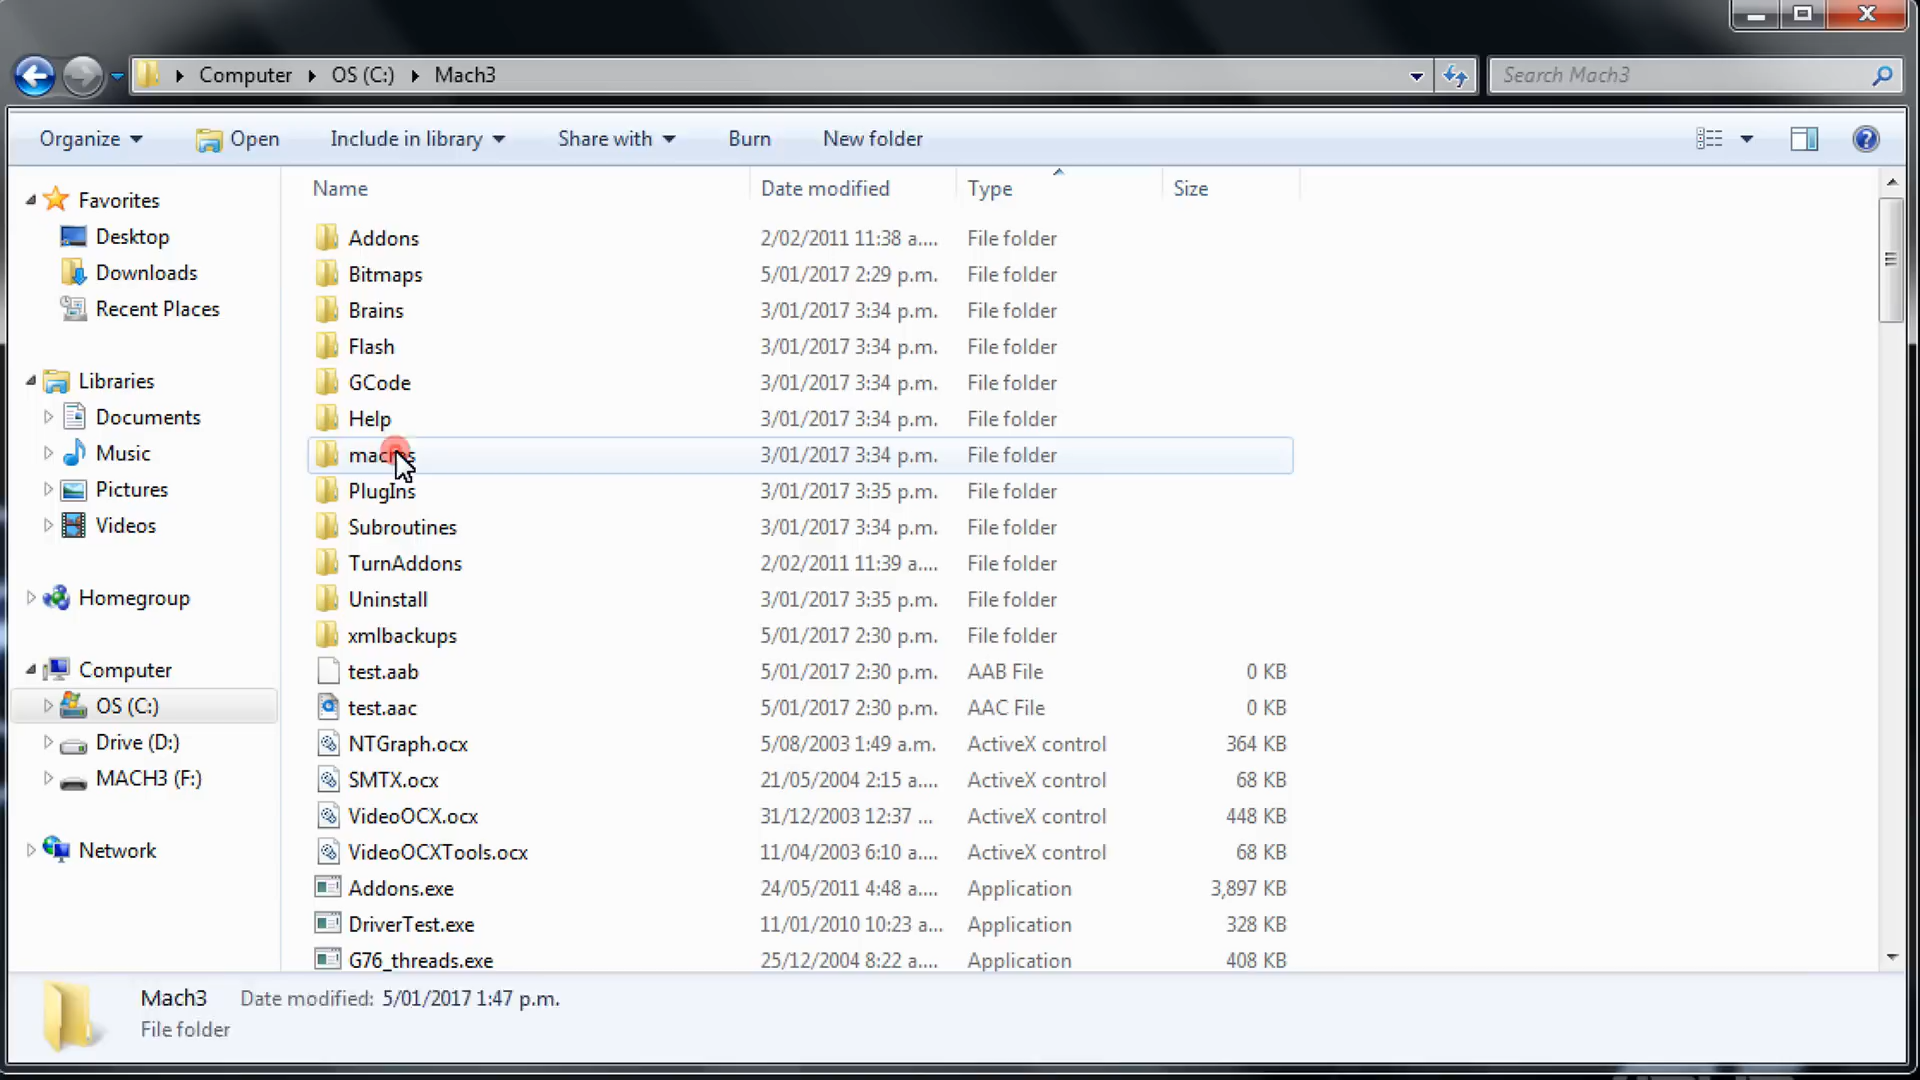 Computer ▸ OS (C:) ▸ Mach3
Search Mach3
Organize Open Include in library Share with Burn New folder
Name Date modified Type Size
Favorites
Desktop
Downloads
Recent Places
Libraries
Documents
Music
Pictures
Videos
Homegroup
Computer
OS (C:)
Drive (D:)
MACH3 (F:)
Network
Addons 2/02/2011 11:38 a.... File folder
Bitmaps 5/01/2017 2:29 p.m. File folder
Brains 3/01/2017 3:34 p.m. File folder
Flash 3/01/2017 3:34 p.m. File folder
GCode 3/01/2017 3:34 p.m. File folder
Help 3/01/2017 3:34 p.m. File folder
macros 3/01/2017 3:34 p.m. File folder
PlugIns 3/01/2017 3:35 p.m. File folder
Subroutines 3/01/2017 3:34 p.m. File folder
TurnAddons 2/02/2011 11:39 a.... File folder
Uninstall 3/01/2017 3:35 p.m. File folder
xmlbackups 5/01/2017 2:30 p.m. File folder
test.aab 5/01/2017 2:30 p.m. AAB File 0 KB
test.aac 5/01/2017 2:30 p.m. AAC File 0 KB
NTGraph.ocx 5/08/2003 1:49 a.m. ActiveX control 364 KB
SMTX.ocx 21/05/2004 2:15 a.... ActiveX control 68 KB
VideoOCX.ocx 31/12/2003 12:37 ... ActiveX control 448 KB
VideoOCXTools.ocx 11/04/2003 6:10 a.... ActiveX control 68 KB
Addons.exe 24/05/2011 4:48 a.... Application 3,897 KB
DriverTest.exe 11/01/2010 10:23 a... Application 328 KB
G76_threads.exe 25/12/2004 8:22 a.... Application 408 KB
Mach3 Date modified: 5/01/2017 1:47 p.m.
File folder